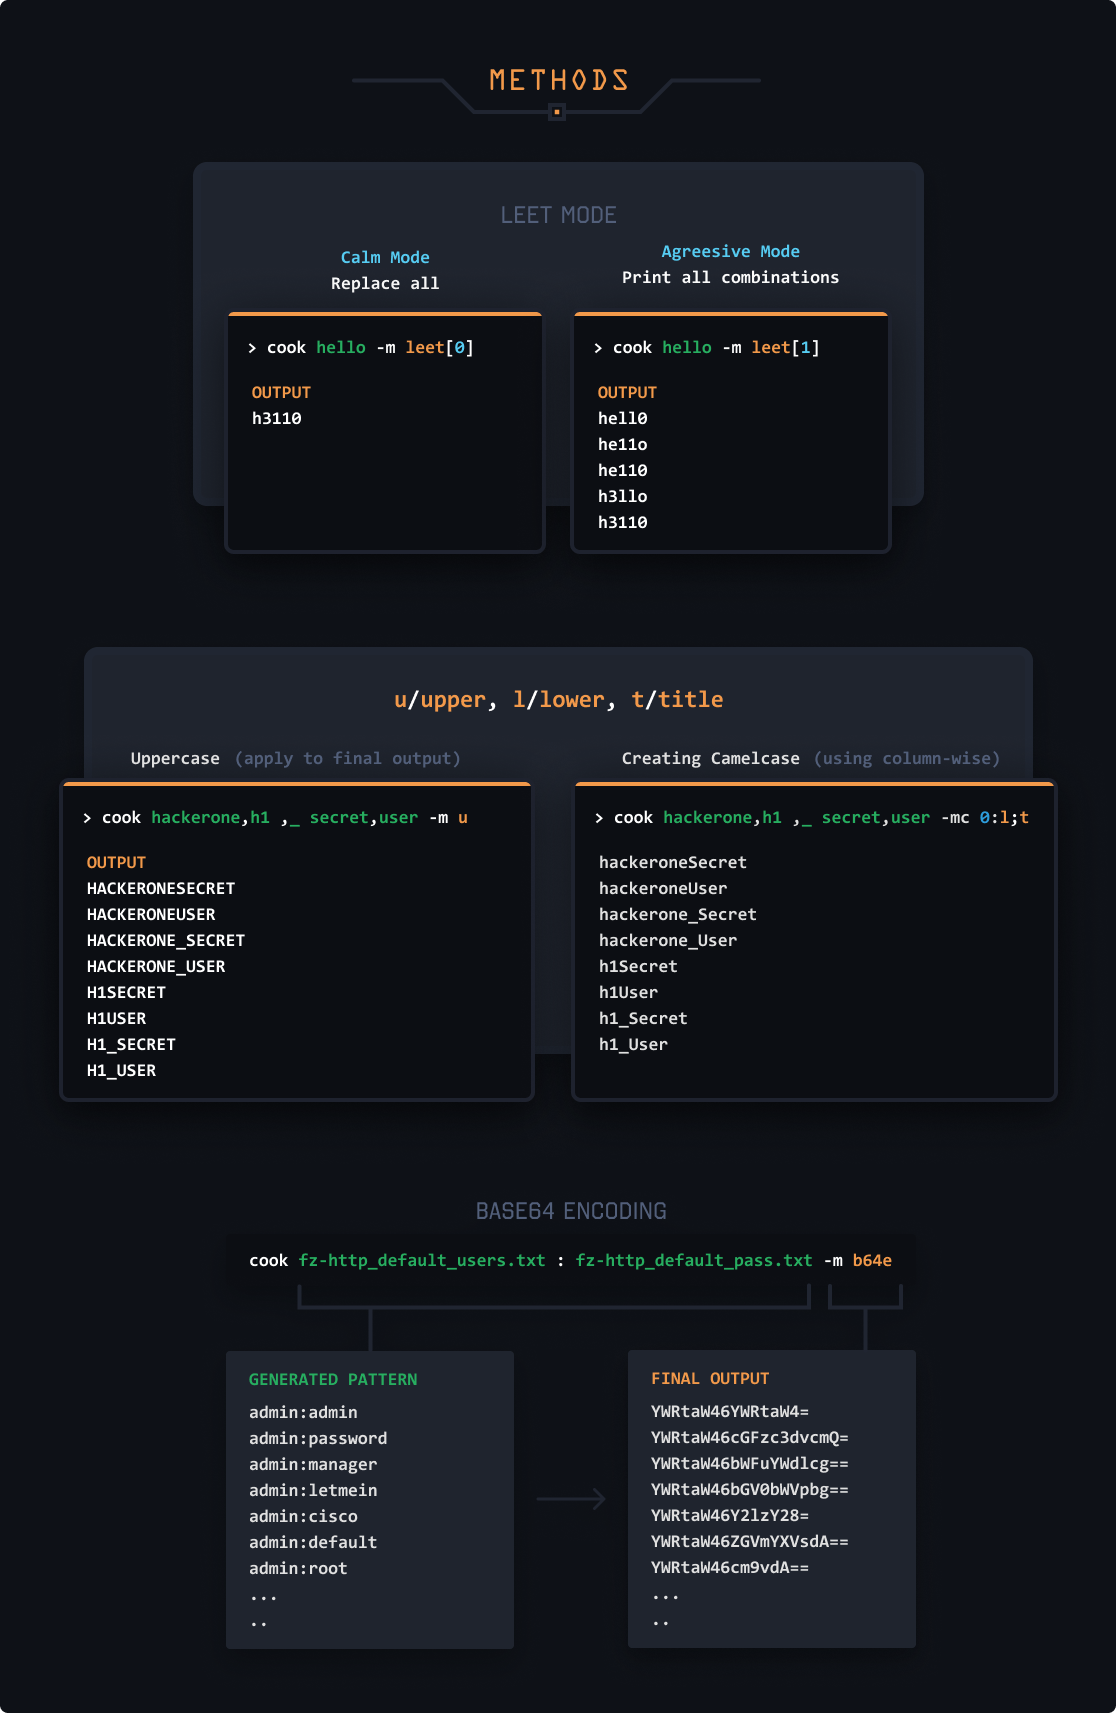 METHODS
LEET MODE
Calm Mode
Replace all
> cook hello -m leet[0]
OUTPUT
h3110
Agreesive Mode
Print all combinations
> cook hello -m leet[1]
OUTPUT
hell0
he11o
he110
h3llo
h3110
u/upper, l/lower, t/title
Uppercase (apply to final output)
> cook hackerone,h1 ,_ secret,user -m u
OUTPUT
HACKERONESECRET
HACKERONEUSER
HACKERONE_SECRET
HACKERONE_USER
H1SECRET
H1USER
H1_SECRET
H1_USER
Creating Camelcase (using column-wise)
> cook hackerone,h1 ,_ secret,user -mc 0:l;t
hackeroneSecret
hackeroneUser
hackerone_Secret
hackerone_User
h1Secret
h1User
h1_Secret
h1_User
BASE64 ENCODING
cook fz-http_default_users.txt : fz-http_default_pass.txt -m b64e
GENERATED PATTERN
admin:admin
admin:password
admin:manager
admin:letmein
admin:cisco
admin:default
admin:root
...
..
FINAL OUTPUT
YWRtaW46YWRtaW4=
YWRtaW46cGFzc3dvcmQ=
YWRtaW46bWFuYWdlcg==
YWRtaW46bGV0bWVpbg==
YWRtaW46Y2lzY28=
YWRtaW46ZGVmYXVsdA==
YWRtaW46cm9vdA==
...
..